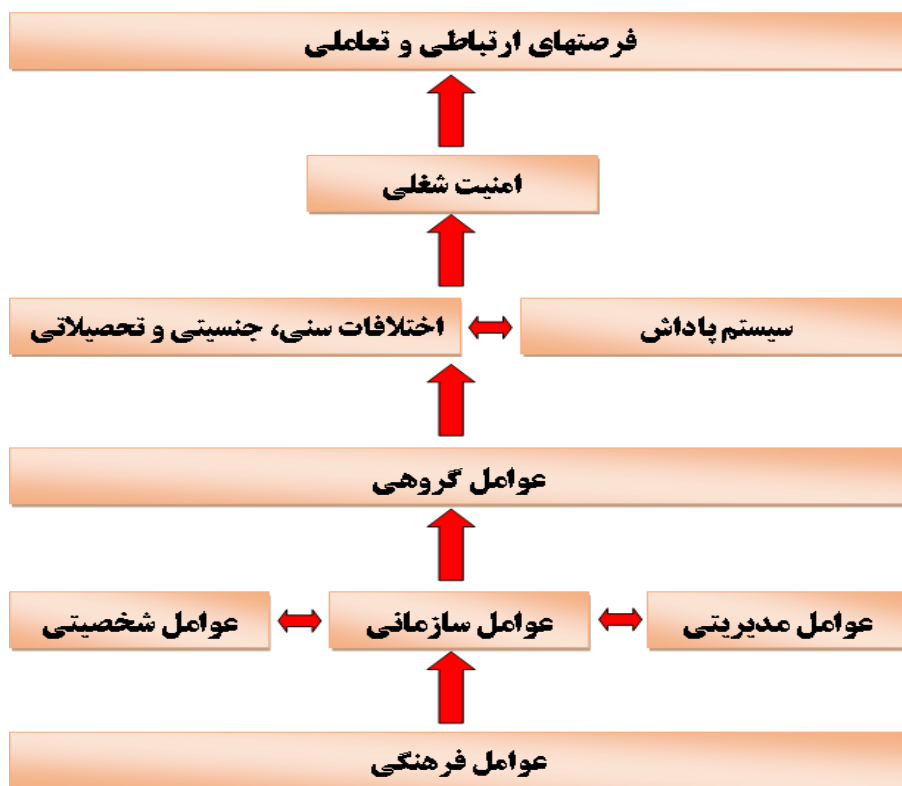 فرصتهای ارتباطی و تعاملی
امنیت شغلی
سیستم پاداش
اختلافات سنی، جنسیتی و تحصیلاتی
عوامل گروهی
عوامل مدیریتی
عوامل سازمانی
عوامل شخصیتی
عوامل فرهنگی